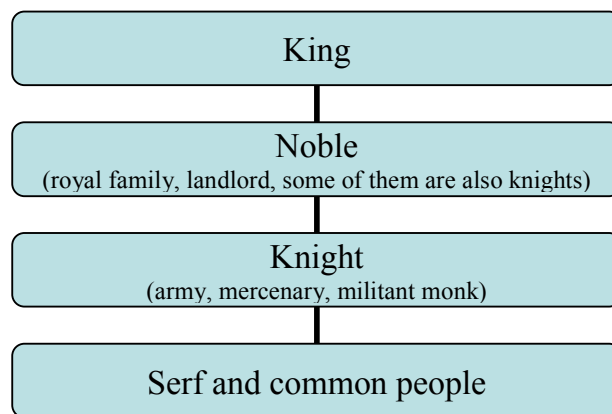 King
Noble
(royal family, landlord, some of them are also knights)
Knight
(army, mercenary, militant monk)
Serf and common people